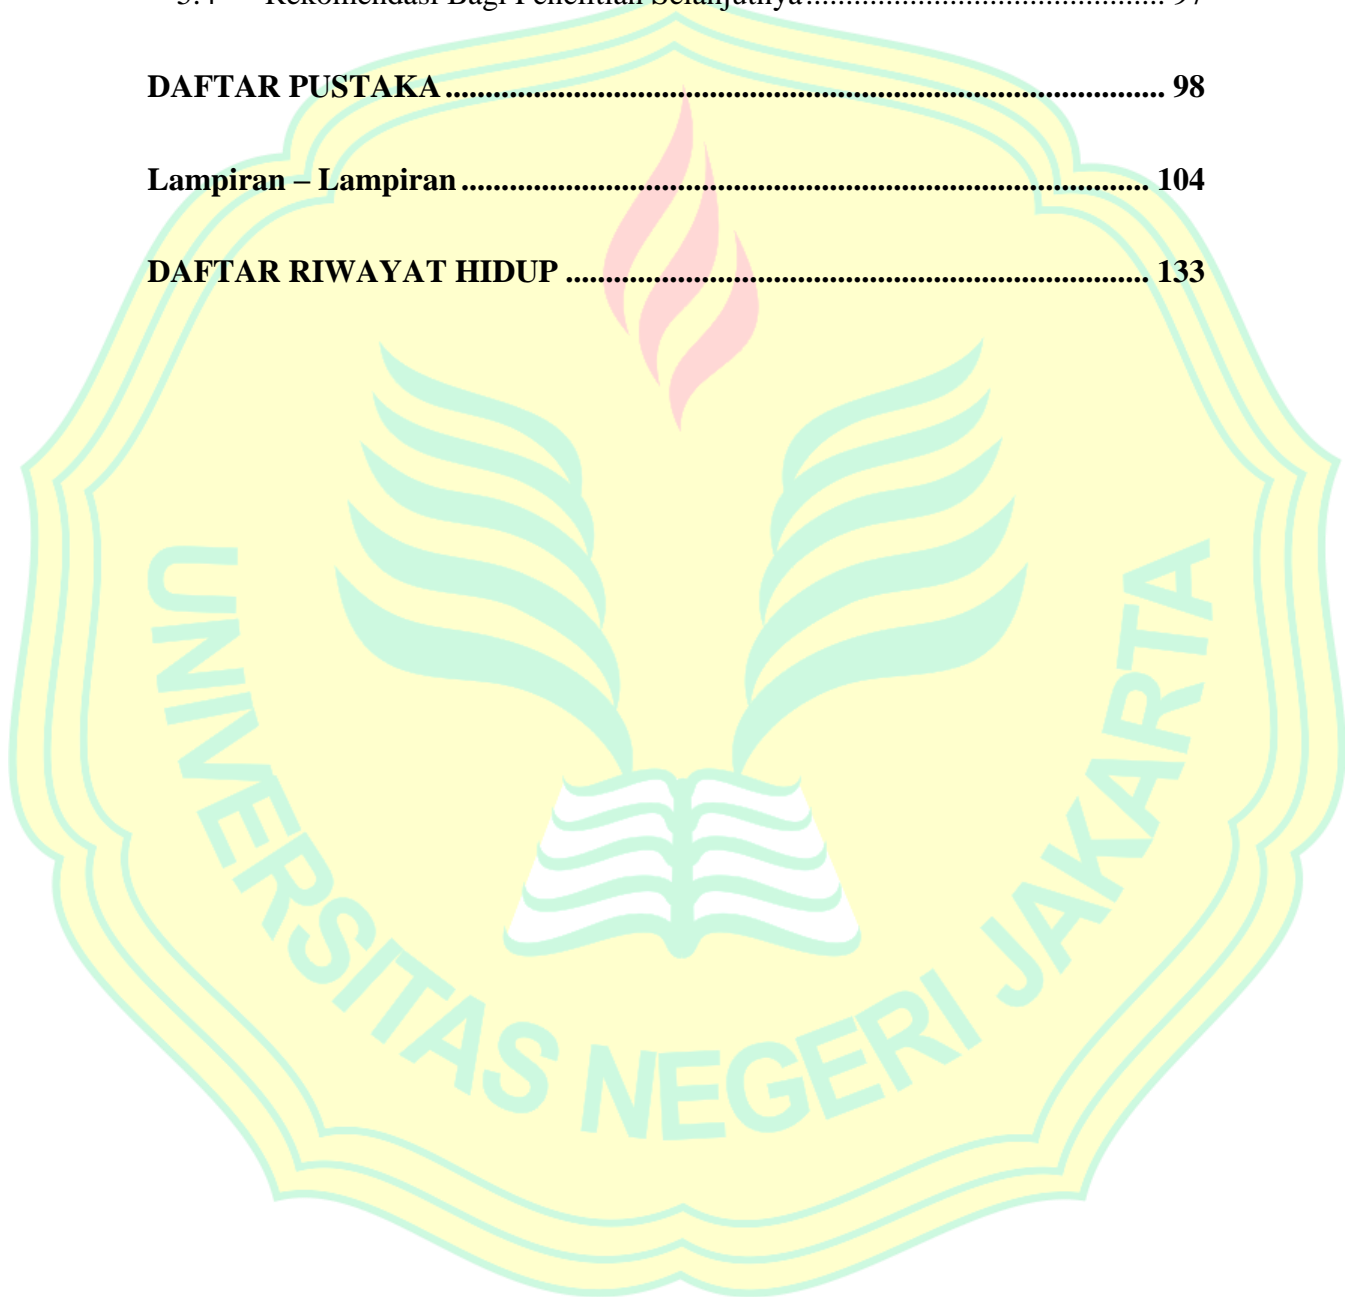 5.4 Rekomendasi Bagi Penelitian Selanjutnya........................................... 97
DAFTAR PUSTAKA.......................................................................................... 98
Lampiran – Lampiran...................................................................................... 104
DAFTAR RIWAYAT HIDUP ......................................................................... 133
UNIVERSITAS NEGERI JAKARTA